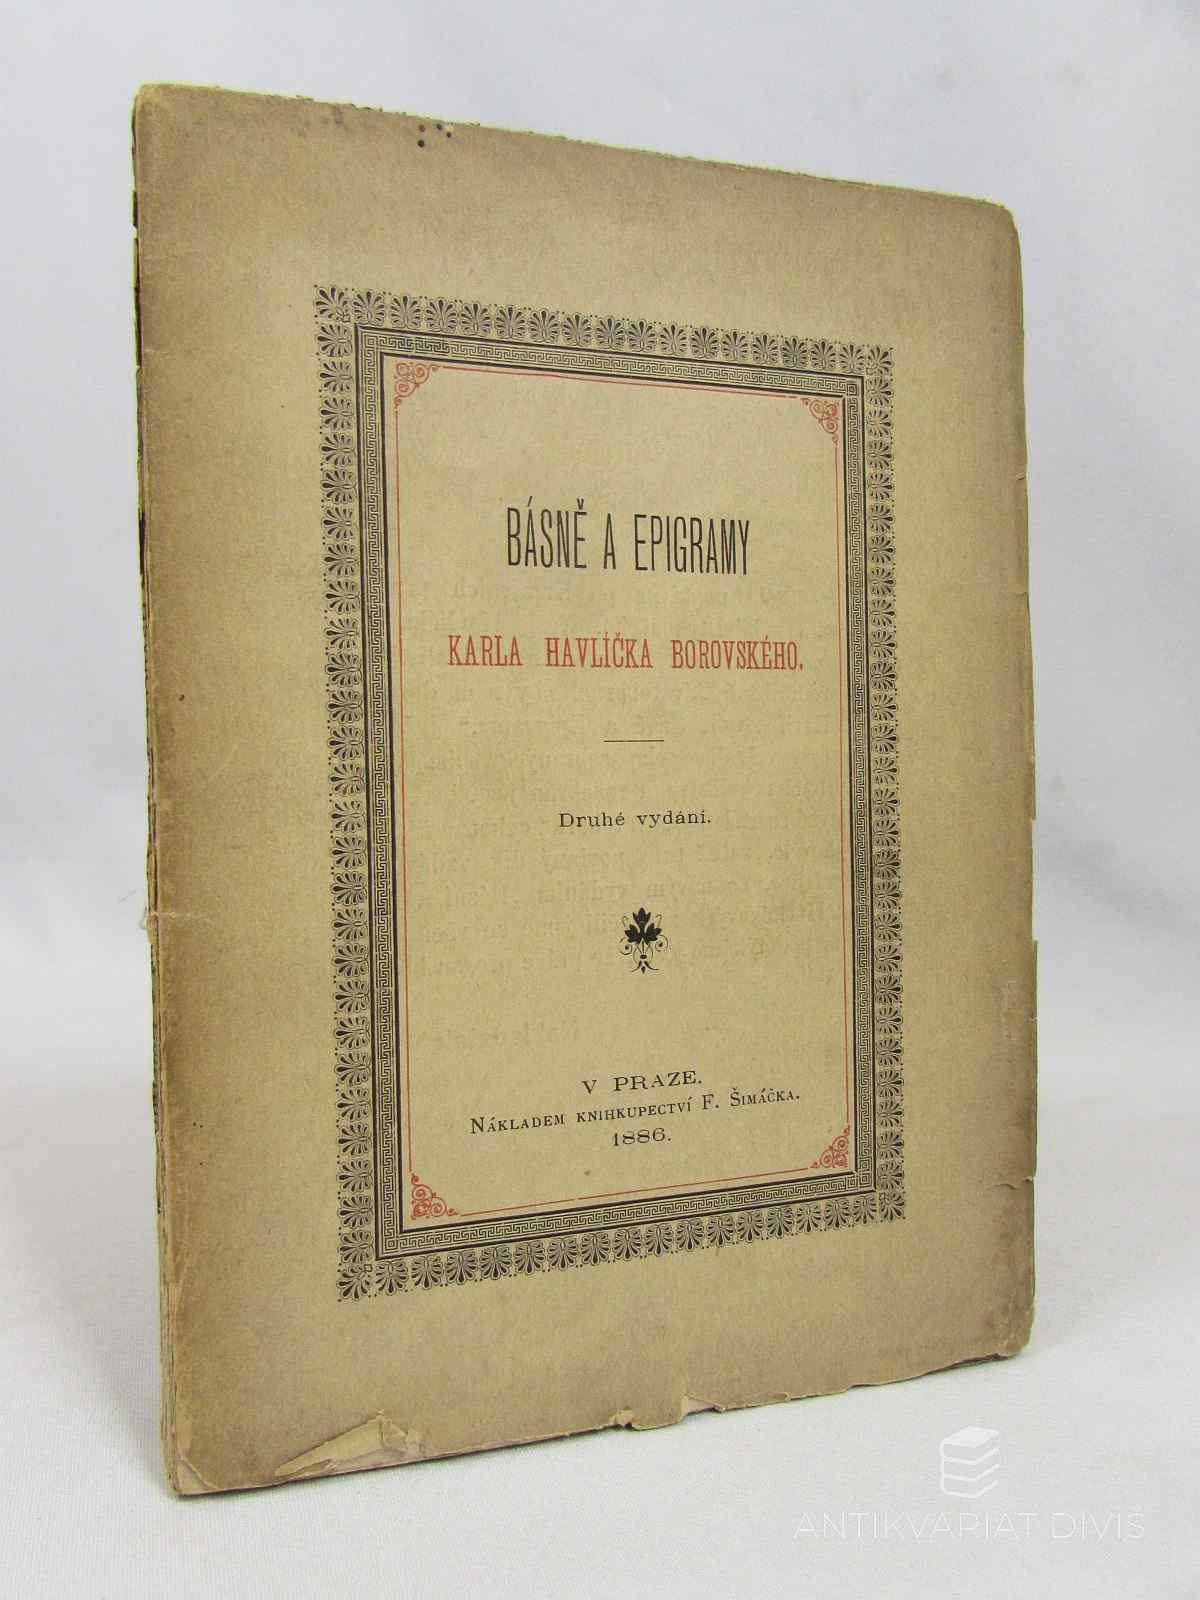 BÁSNĚ A EPIGRAMY
KARLA HAVLÍČKA BOROVSKÉHO.
Druhé vydání.
V PRAZE.
NÁKLADEM KNIHKUPECTVÍ F. ŠIMÁČKA.
1886.
ANTIKVARIAT DIVIŠ